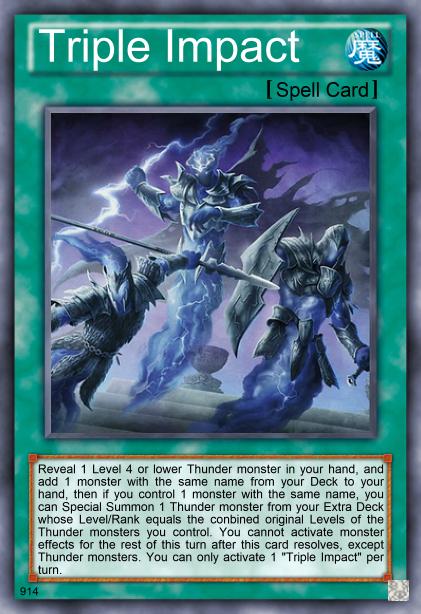 Triple Impact
SPELL
魔
[ Spell Card ]
Reveal 1 Level 4 or lower Thunder monster in your hand, and
add 1 monster with the same name from your Deck to your
hand, then if you control 1 monster with the same name, you
can Special Summon 1 Thunder monster from your Extra Deck
whose Level/Rank equals the conbined original Levels of the
Thunder monsters you control. You cannot activate monster
effects for the rest of this turn after this card resolves, except
Thunder monsters. You can only activate 1 "Triple Impact" per
turn.
914